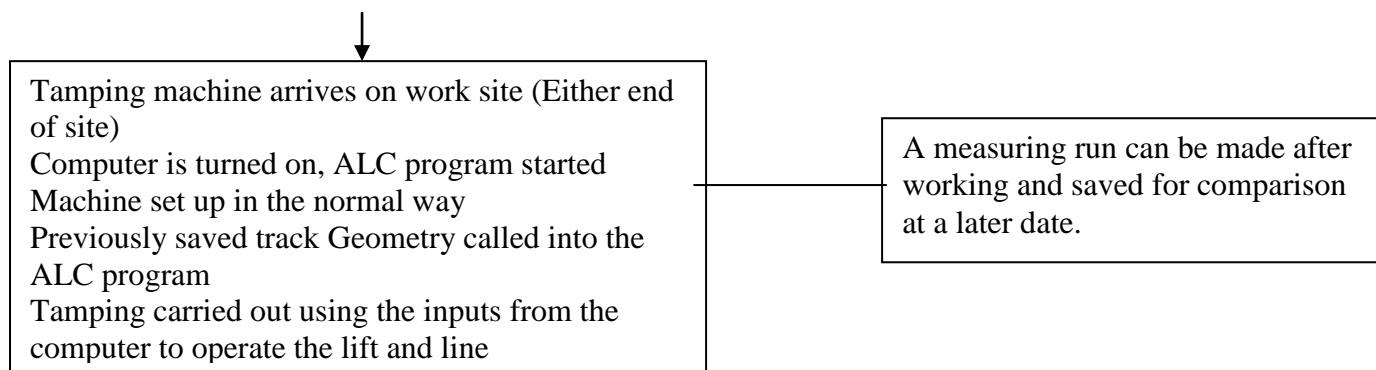 Tamping machine arrives on work site (Either end
of site)
Computer is turned on, ALC program started
Machine set up in the normal way
Previously saved track Geometry called into the
ALC program
Tamping carried out using the inputs from the
computer to operate the lift and line
A measuring run can be made after
working and saved for comparison
at a later date.